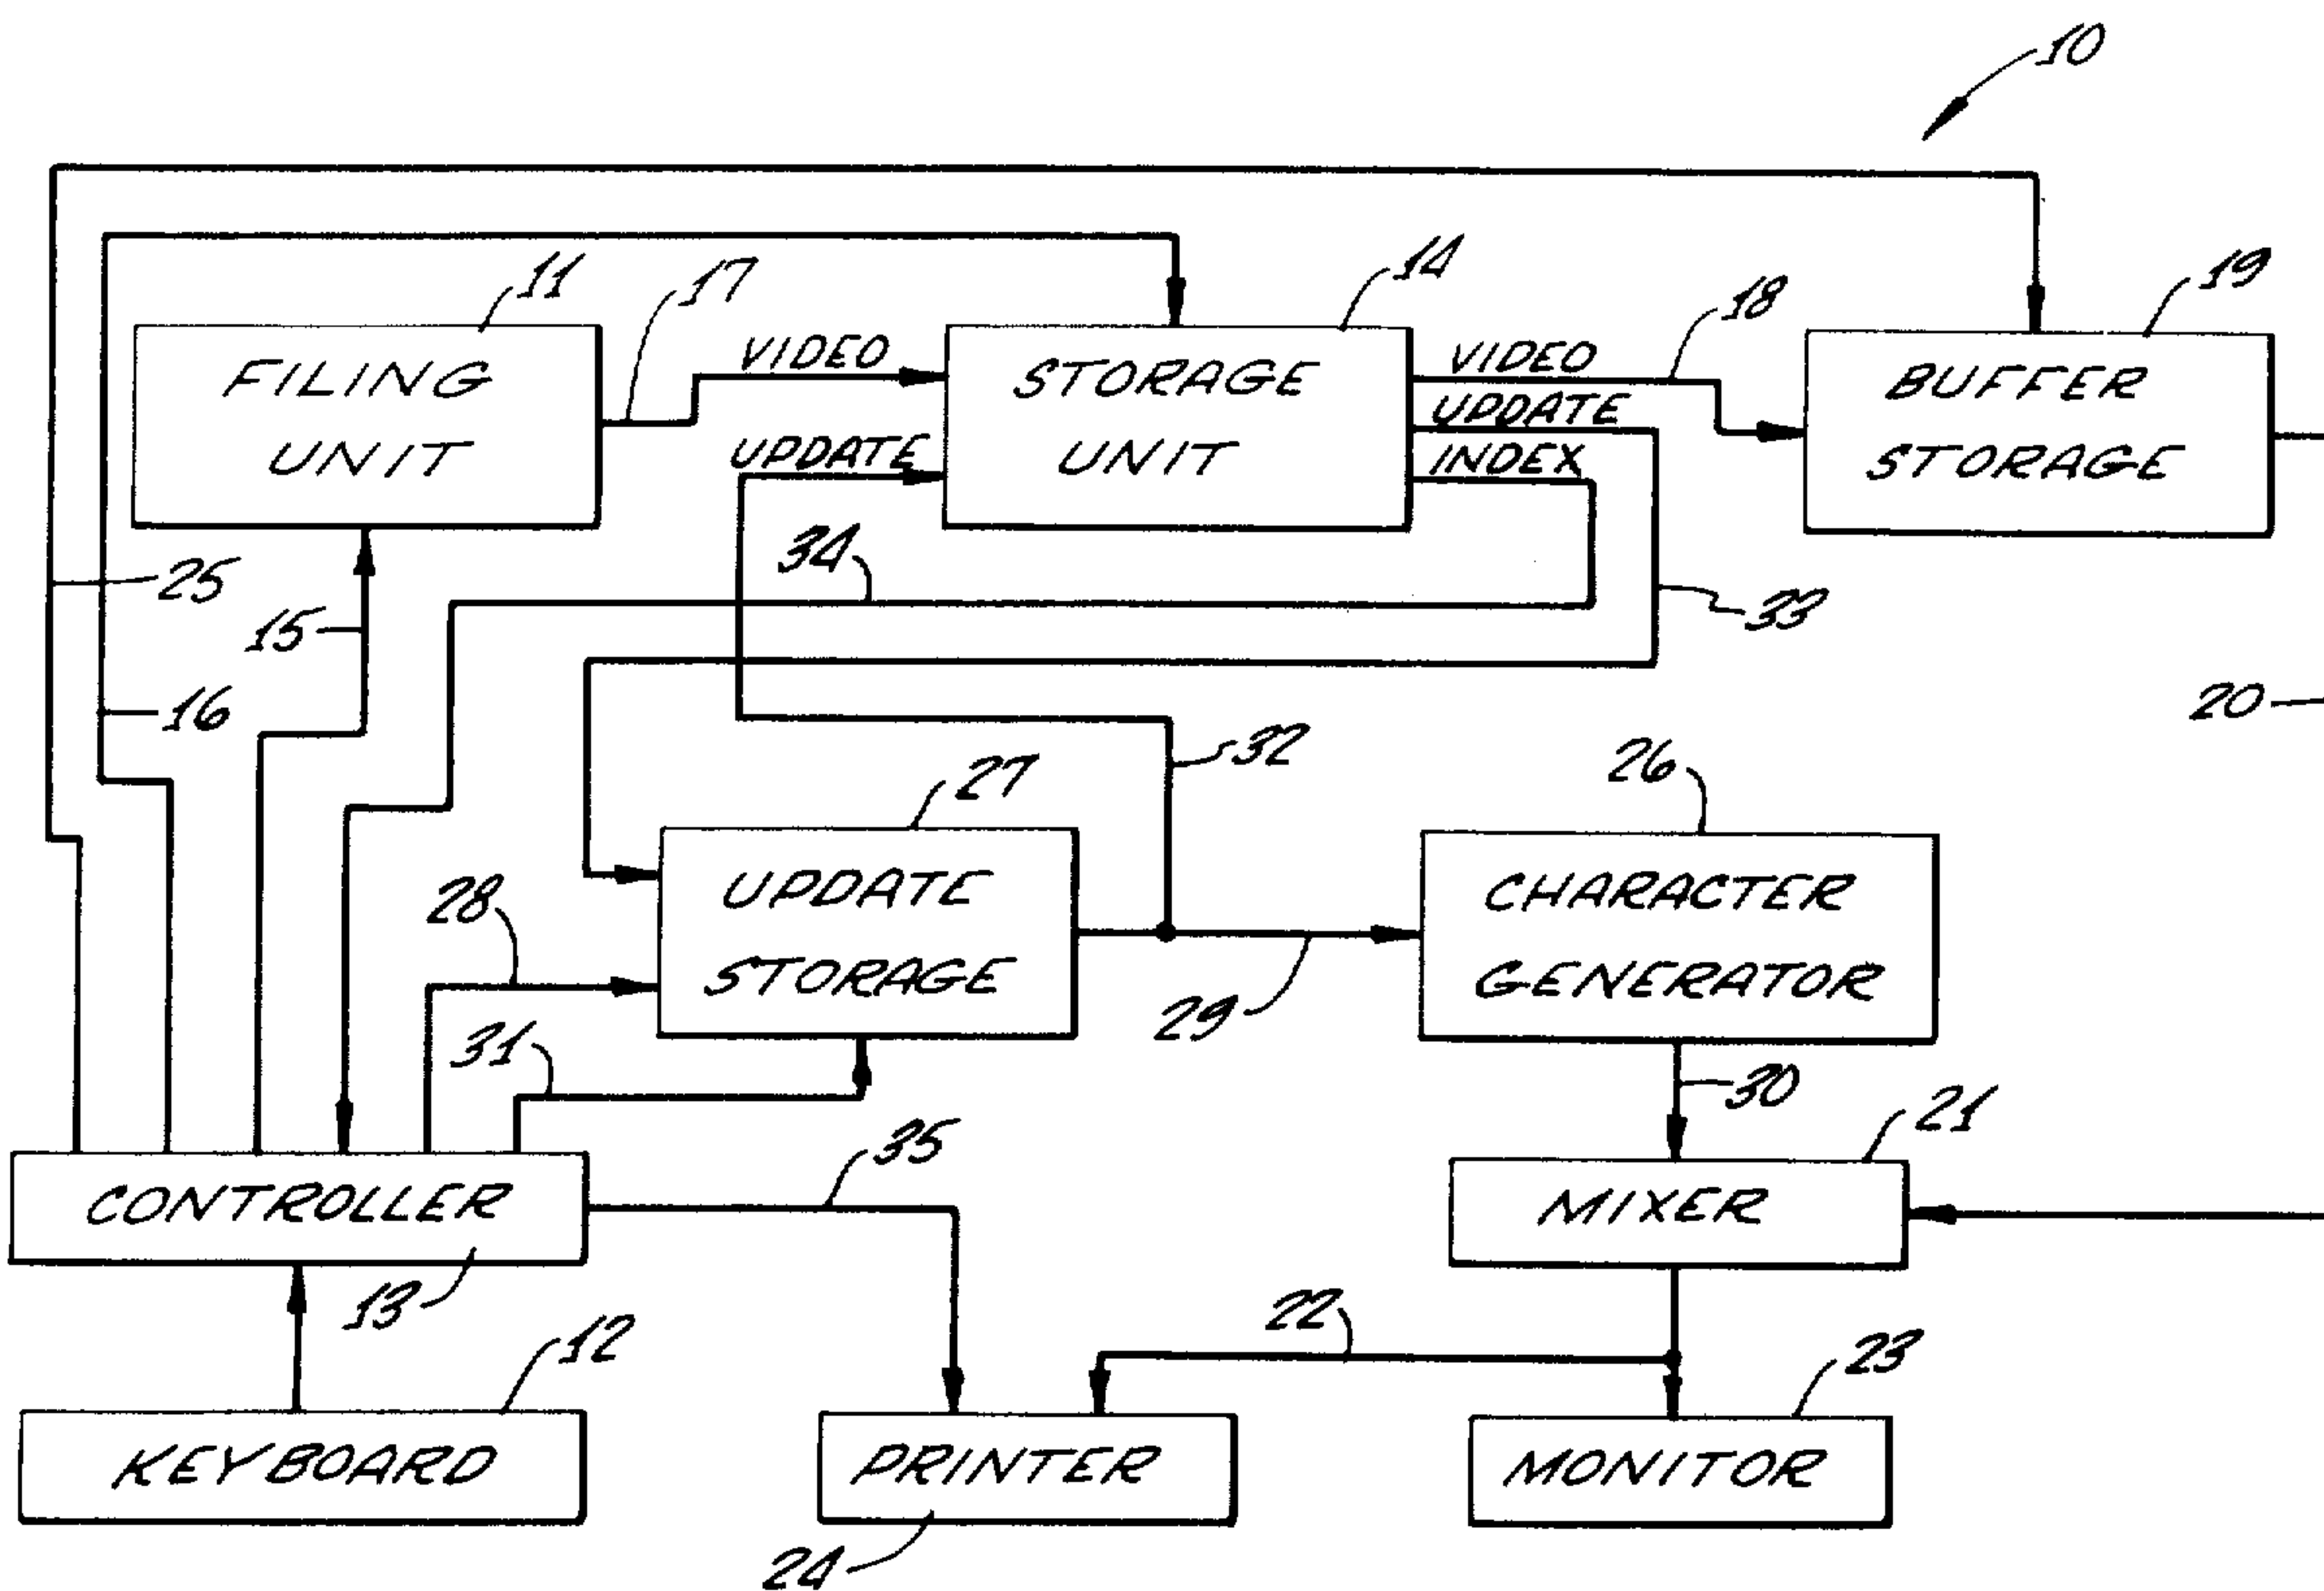 10
11
17
14
18
19
FILING
UNIT
VIDEO
UPDATE
STORAGE
UNIT
VIDEO
UPDATE
INDEX
BUFFER
STORAGE
25
15
34
33
16
20
32
27
26
28
UPDATE
STORAGE
CHARACTER
GENERATOR
29
31
30
21
35
CONTROLLER
MIXER
13
12
22
23
KEYBOARD
PRINTER
MONITOR
24